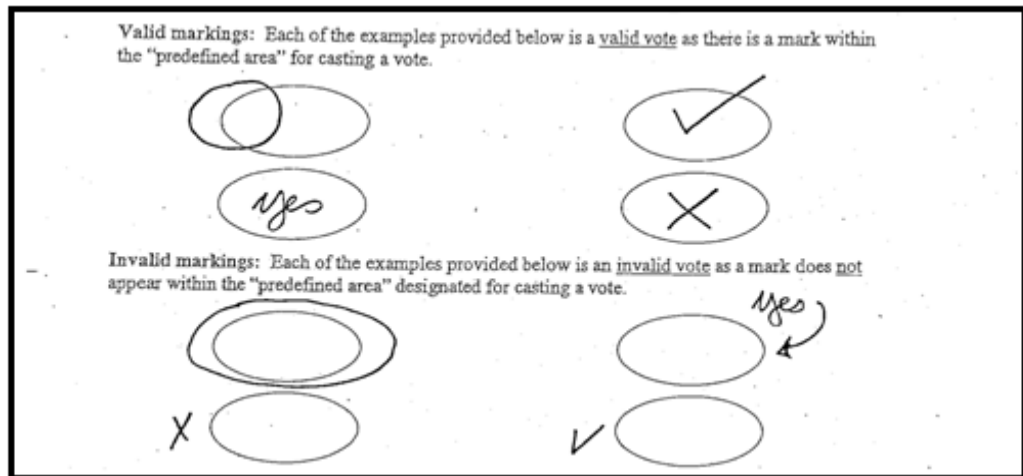 Valid markings: Each of the examples provided below is a valid vote as there is a mark within
the “predefined area” for casting a vote.
yes
Invalid markings: Each of the examples provided below is an invalid vote as a mark does not
appear within the “predefined area” designated for casting a vote.
yes